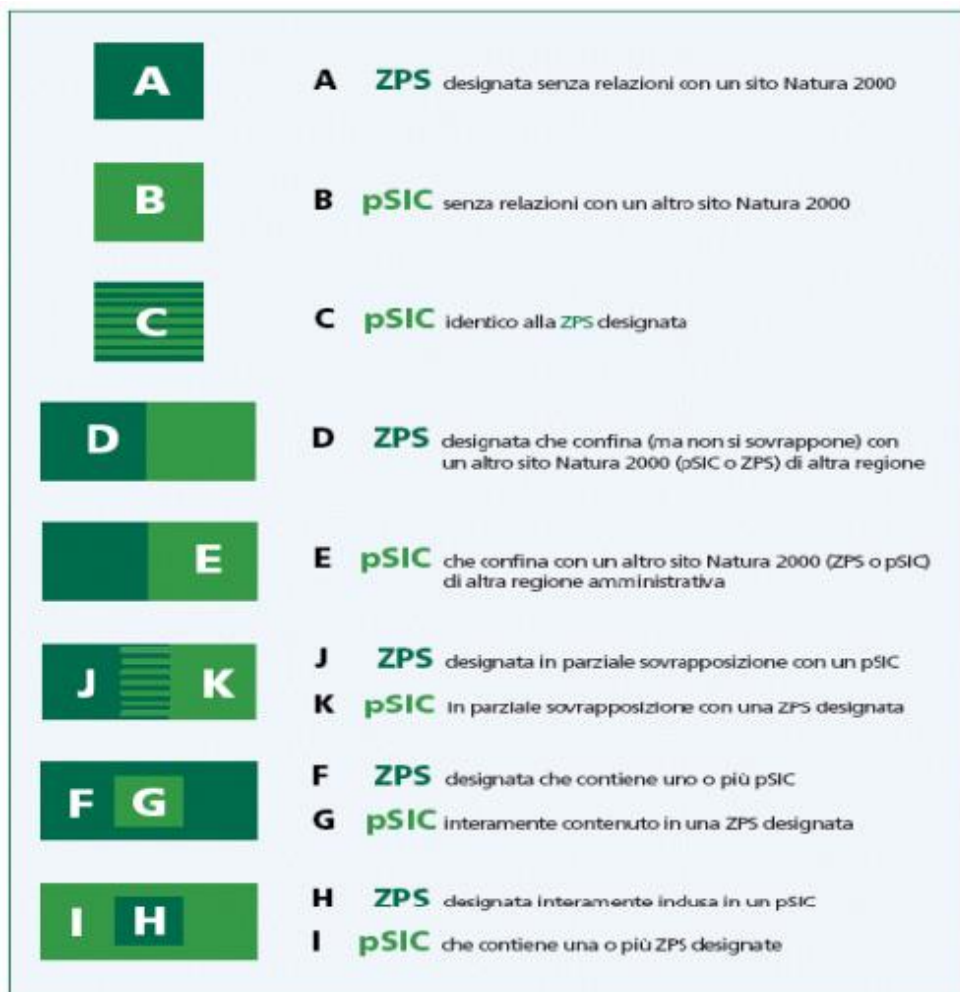 A
A ZPS designata senza relazioni con un sito Natura 2000
B
B pSIC senza relazioni con un altro sito Natura 2000
C
C pSIC identico alla ZPS designata
D
D ZPS designata che confina (ma non si sovrappone) con
un altro sito Natura 2000 (pSIC o ZPS) di altra regione
E
E pSIC che confina con un altro sito Natura 2000 (ZPS o pSIC)
di altra regione amministrativa
J K
J ZPS designata in parziale sovrapposizione con un pSIC
K pSIC in parziale sovrapposizione con una ZPS designata
F G
F ZPS designata che contiene uno o più pSIC
G pSIC interamente contenuto in una ZPS designata
I H
H ZPS designata interamente inclusa in un pSIC
I pSIC che contiene una o più ZPS designate